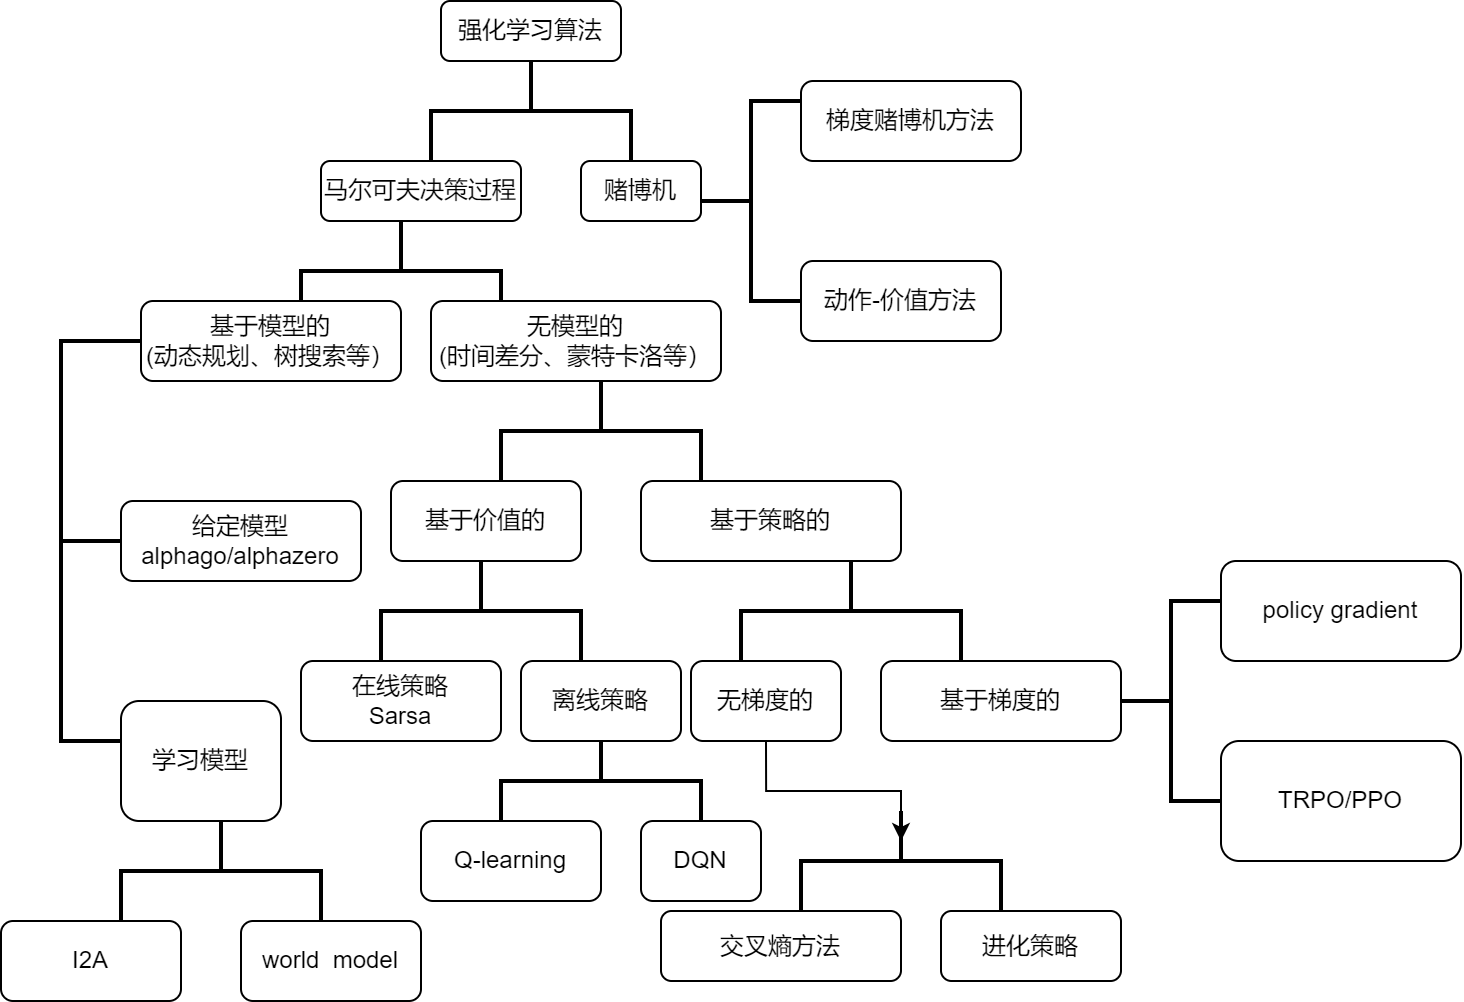 强化学习算法
梯度赌博机方法
马尔可夫决策过程
赌博机
动作-价值方法
基于模型的
(动态规划、树搜索等）
无模型的
(时间差分、蒙特卡洛等）
基于价值的
基于策略的
给定模型
alphago/alphazero
policy gradient
在线策略
Sarsa
离线策略
无梯度的
基于梯度的
学习模型
TRPO/PPO
Q-learning
DQN
交叉熵方法
进化策略
I2A
world  model